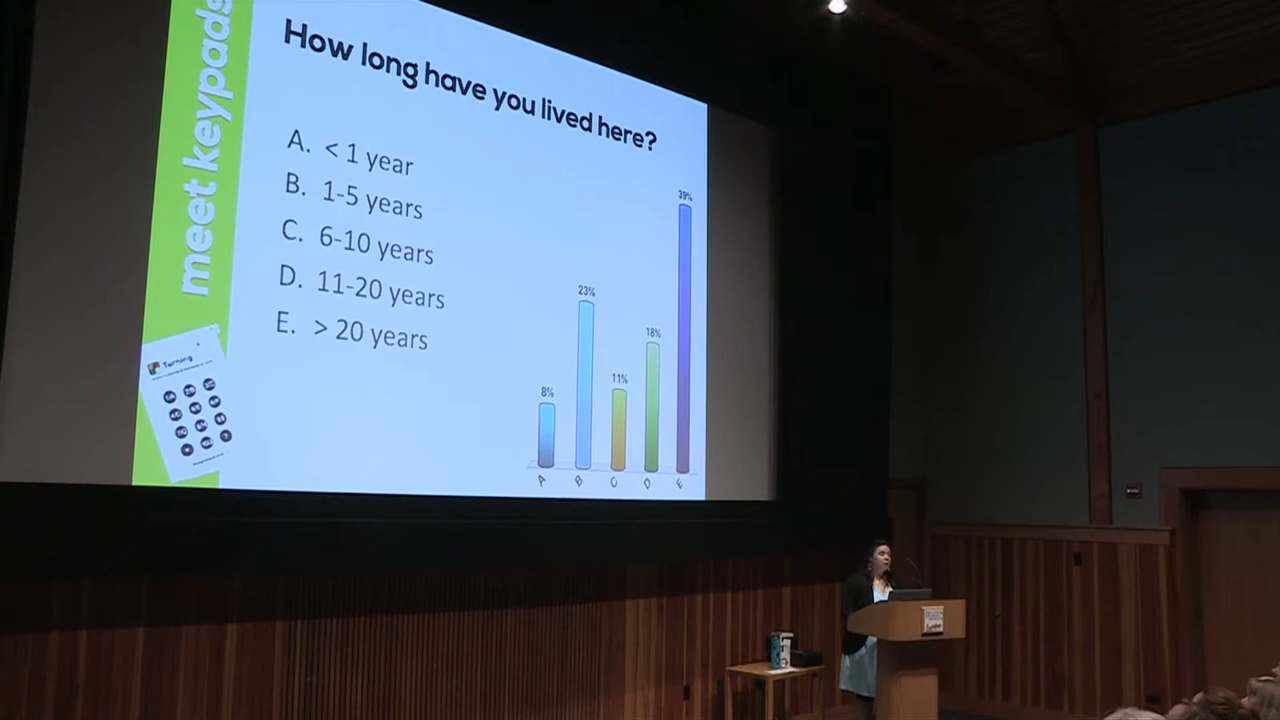 meet keypads
How long have you lived here?
A. < 1 year
B. 1-5 years
C. 6-10 years
D. 11-20 years
E. > 20 years
39%
23%
18%
11%
8%
A B C D E
Turning